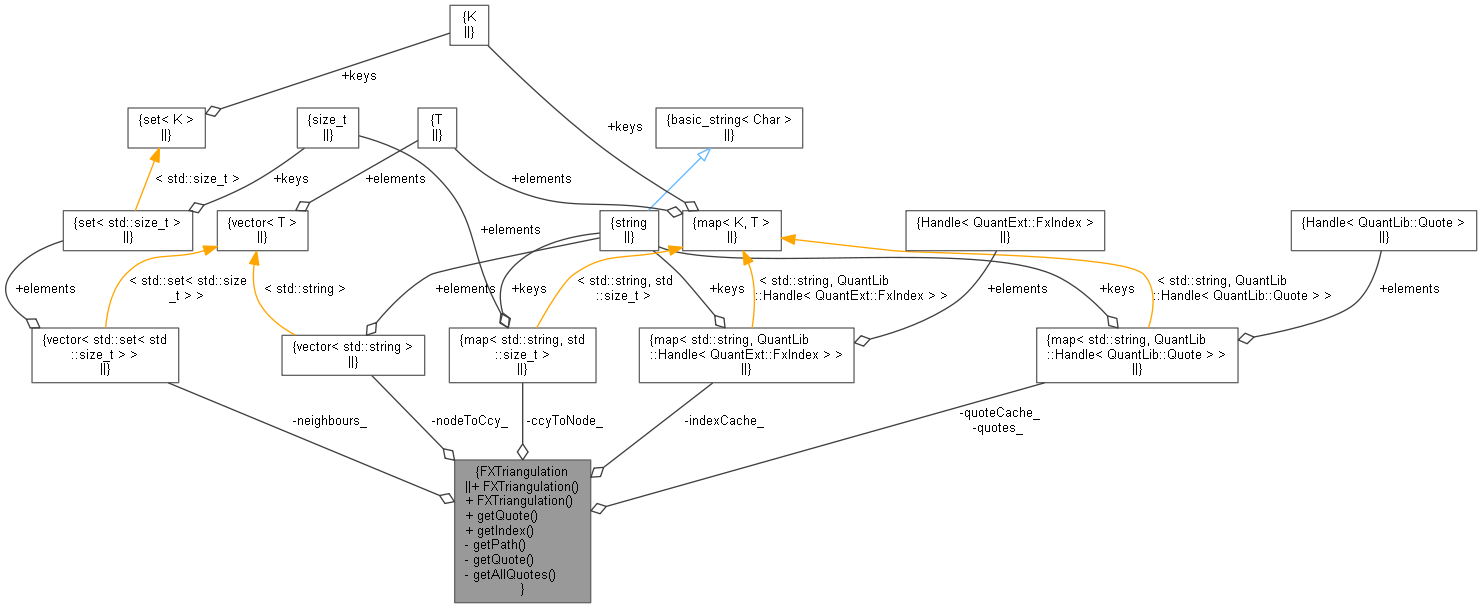 {K
||}
+keys
{set< K >
||}
{size_t
||}
{T
||}
+keys
{basic_string< Char >
||}
< std::size_t >
+keys
+elements
+elements
{set< std::size_t >
||}
{vector< T >
||}
+elements
{string
||}
{map< K, T >
||}
{Handle< QuantExt::FxIndex >
||}
{Handle< QuantLib::Quote >
||}
+elements
< std::set< std::size
_t > >
< std::string >
+elements
+keys
< std::string, std
::size_t >
+keys
< std::string, QuantLib
::Handle< QuantExt::FxIndex > >
+elements
+keys
< std::string, QuantLib
::Handle< QuantLib::Quote > >
+elements
{vector< std::set< std
::size_t > >
||}
{vector< std::string >
||}
{map< std::string, std
::size_t >
||}
{map< std::string, QuantLib
::Handle< QuantExt::FxIndex > >
||}
{map< std::string, QuantLib
::Handle< QuantLib::Quote > >
||}
-neighbours_
-nodeToCcy_
-ccyToNode_
-indexCache_
-quoteCache_
-quotes_
{FXTriangulation
||+ FXTriangulation()
+ FXTriangulation()
+ getQuote()
+ getIndex()
- getPath()
- getQuote()
- getAllQuotes()
}